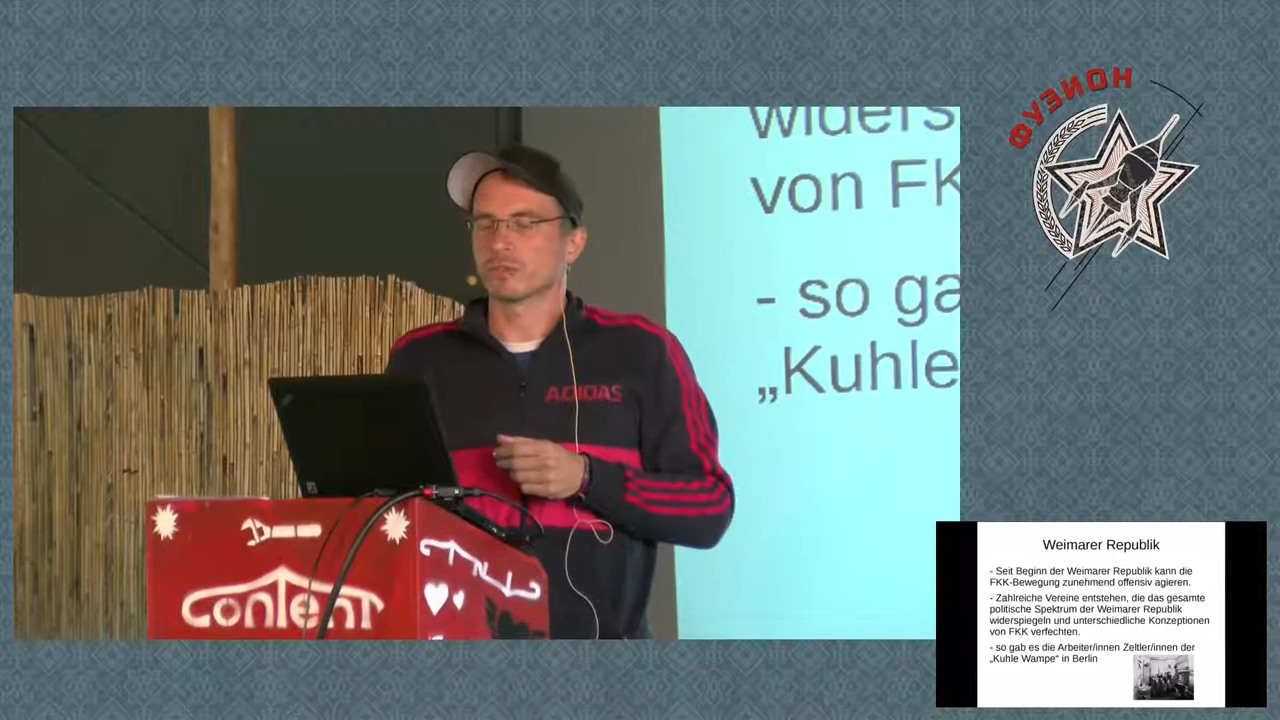 ФУЗИОН
widers
von FK
- so ga
„Kuhle
ADIDAS
conTenT
Weimarer Republik
- Seit Beginn der Weimarer Republik kann die
FKK-Bewegung zunehmend offensiv agieren.
- Zahlreiche Vereine entstehen, die das gesamte
politische Spektrum der Weimarer Republik
widerspiegeln und unterschiedliche Konzeptionen
von FKK verfechten.
- so gab es die Arbeiter/innen Zeltler/innen der
„Kuhle Wampe“ in Berlin